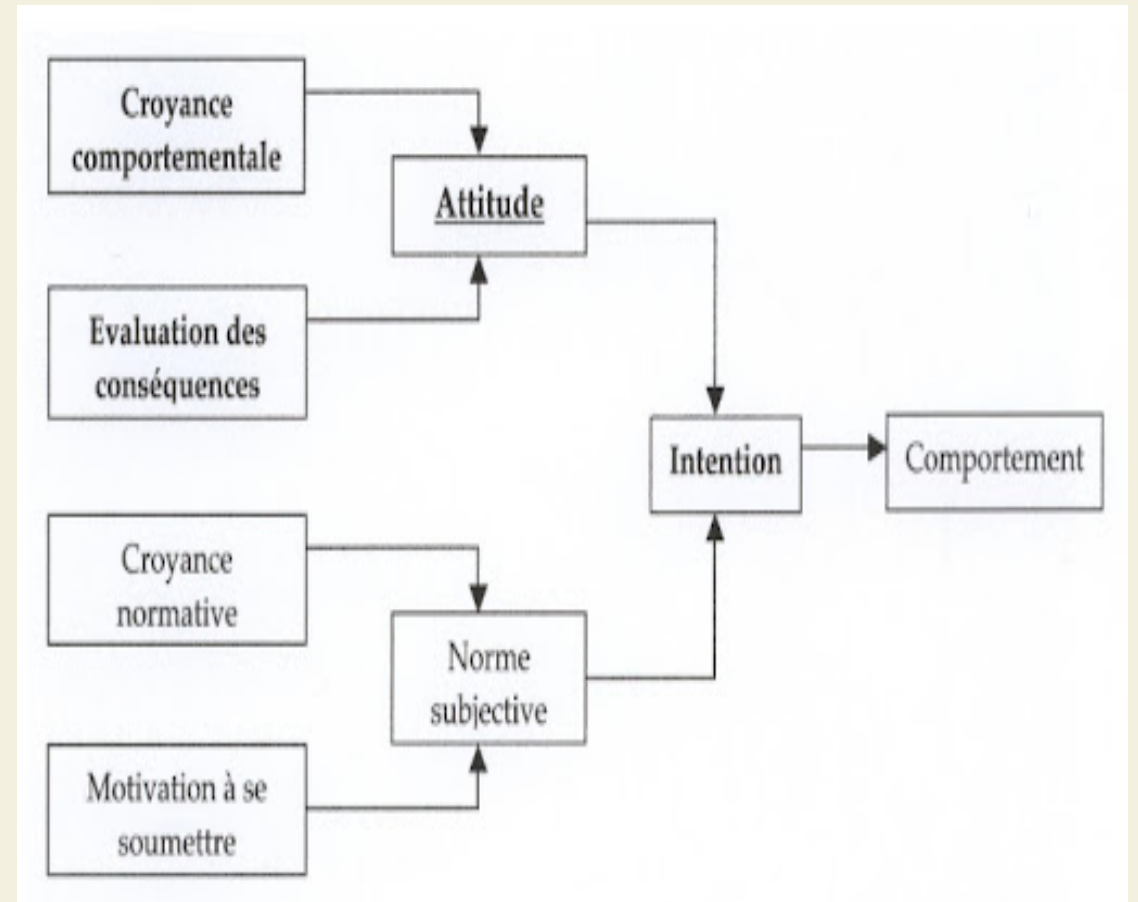 Croyance
comportementale
Attitude
Evaluation des
conséquences
Intention
Comportement
Croyance
normative
Norme
subjective
Motivation à se
soumettre